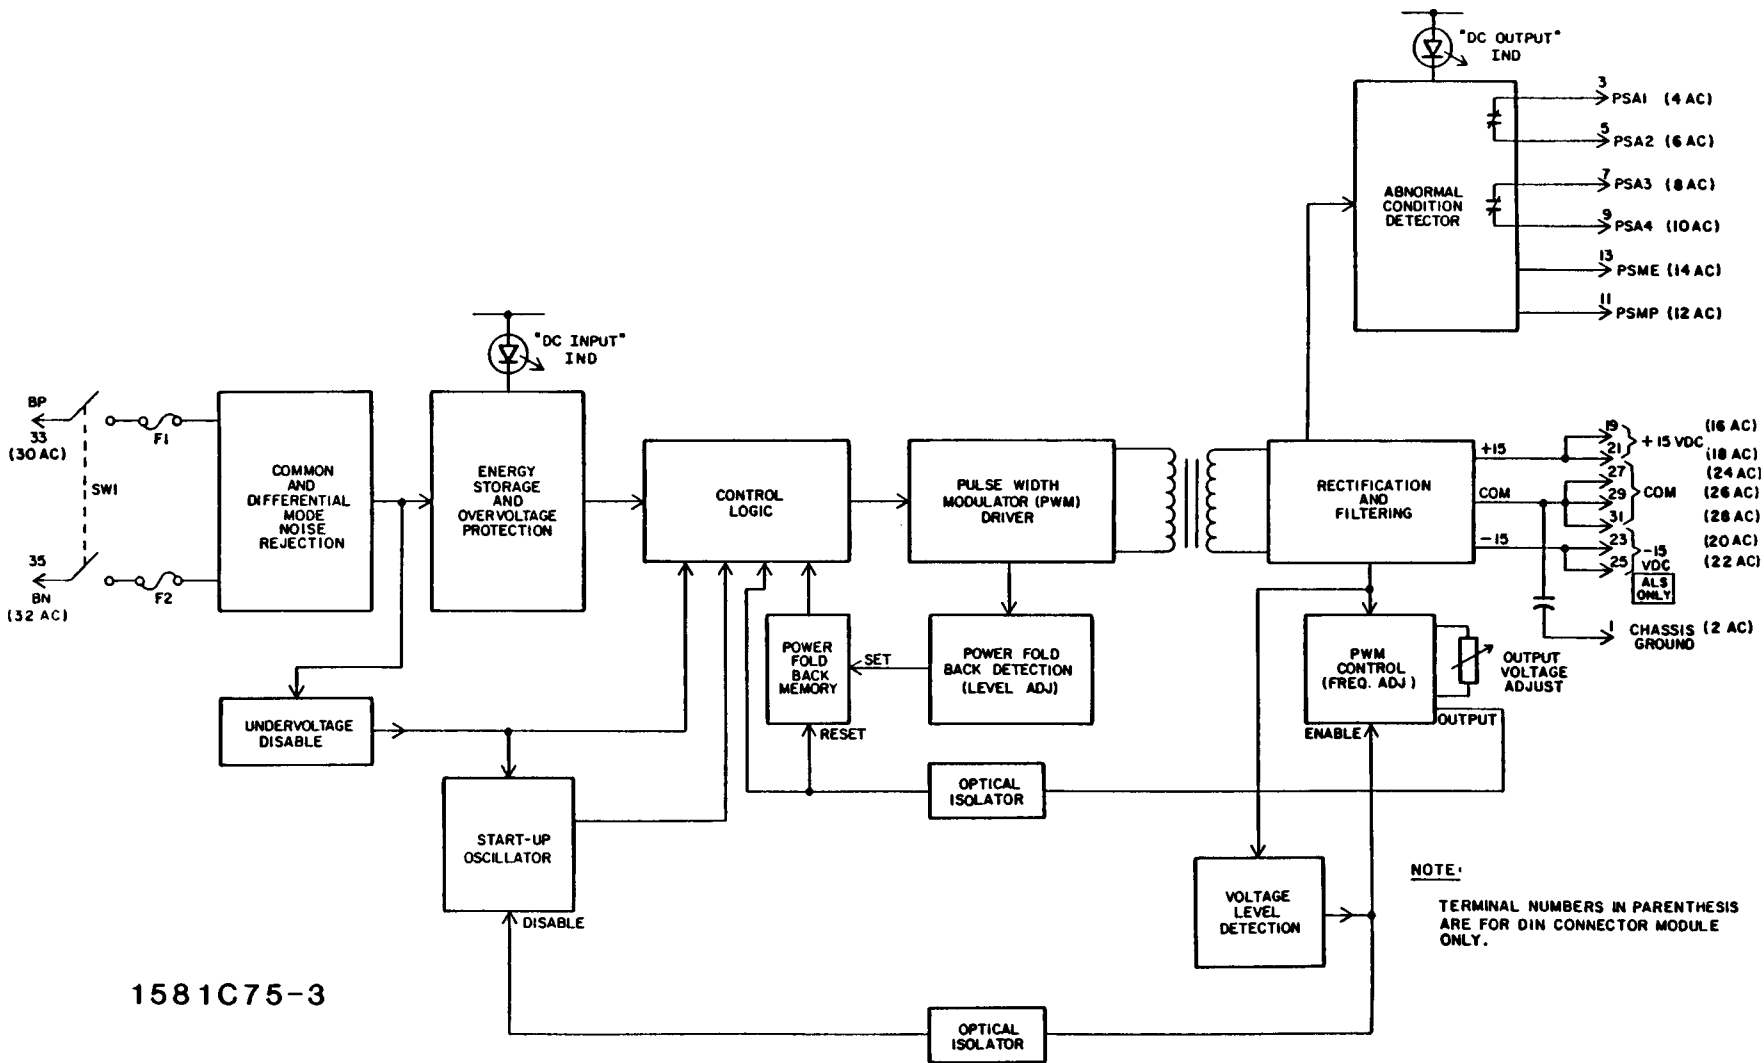 "DC OUTPUT"
IND
3
PSA1 (4 AC)
5
PSA2 (6 AC)
7
PSA3 (8 AC)
9
PSA4 (10 AC)
13
PSME (14 AC)
11
PSMP (12 AC)
ABNORMAL
CONDITION
DETECTOR
"DC INPUT"
IND
BP
33
(30 AC)
F1
SW1
35
BN
(32 AC)
F2
COMMON
AND
DIFFERENTIAL
MODE
NOISE
REJECTION
ENERGY
STORAGE
AND
OVERVOLTAGE
PROTECTION
CONTROL
LOGIC
PULSE WIDTH
MODULATOR (PWM)
DRIVER
RECTIFICATION
AND
FILTERING
+15
COM
-15
19
(16 AC)
+ 15 VDC
21
(18 AC)
27
(24 AC)
COM
29
(26 AC)
31
(28 AC)
23
(20 AC)
-15
VDC
25
(22 AC)
ALS
ONLY
1
CHASSIS (2 AC)
GROUND
UNDERVOLTAGE
DISABLE
POWER
FOLD
BACK
MEMORY
SET
RESET
POWER FOLD
BACK DETECTION
(LEVEL ADJ)
PWM
CONTROL
(FREQ. ADJ)
OUTPUT
VOLTAGE
ADJUST
OUTPUT
ENABLE
START-UP
OSCILLATOR
DISABLE
OPTICAL
ISOLATOR
VOLTAGE
LEVEL
DETECTION
OPTICAL
ISOLATOR
NOTE:
TERMINAL NUMBERS IN PARENTHESIS
ARE FOR DIN CONNECTOR MODULE
ONLY.
1581C75-3